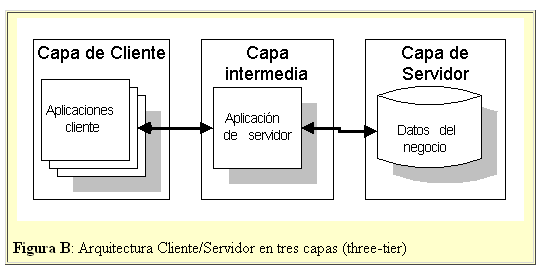 Capa de Cliente
Aplicaciones
cliente
Capa
intermedia
Aplicación
de servidor
Capa de
Servidor
Datos del
negocio
Figura B: Arquitectura Cliente/Servidor en tres capas (three-tier)